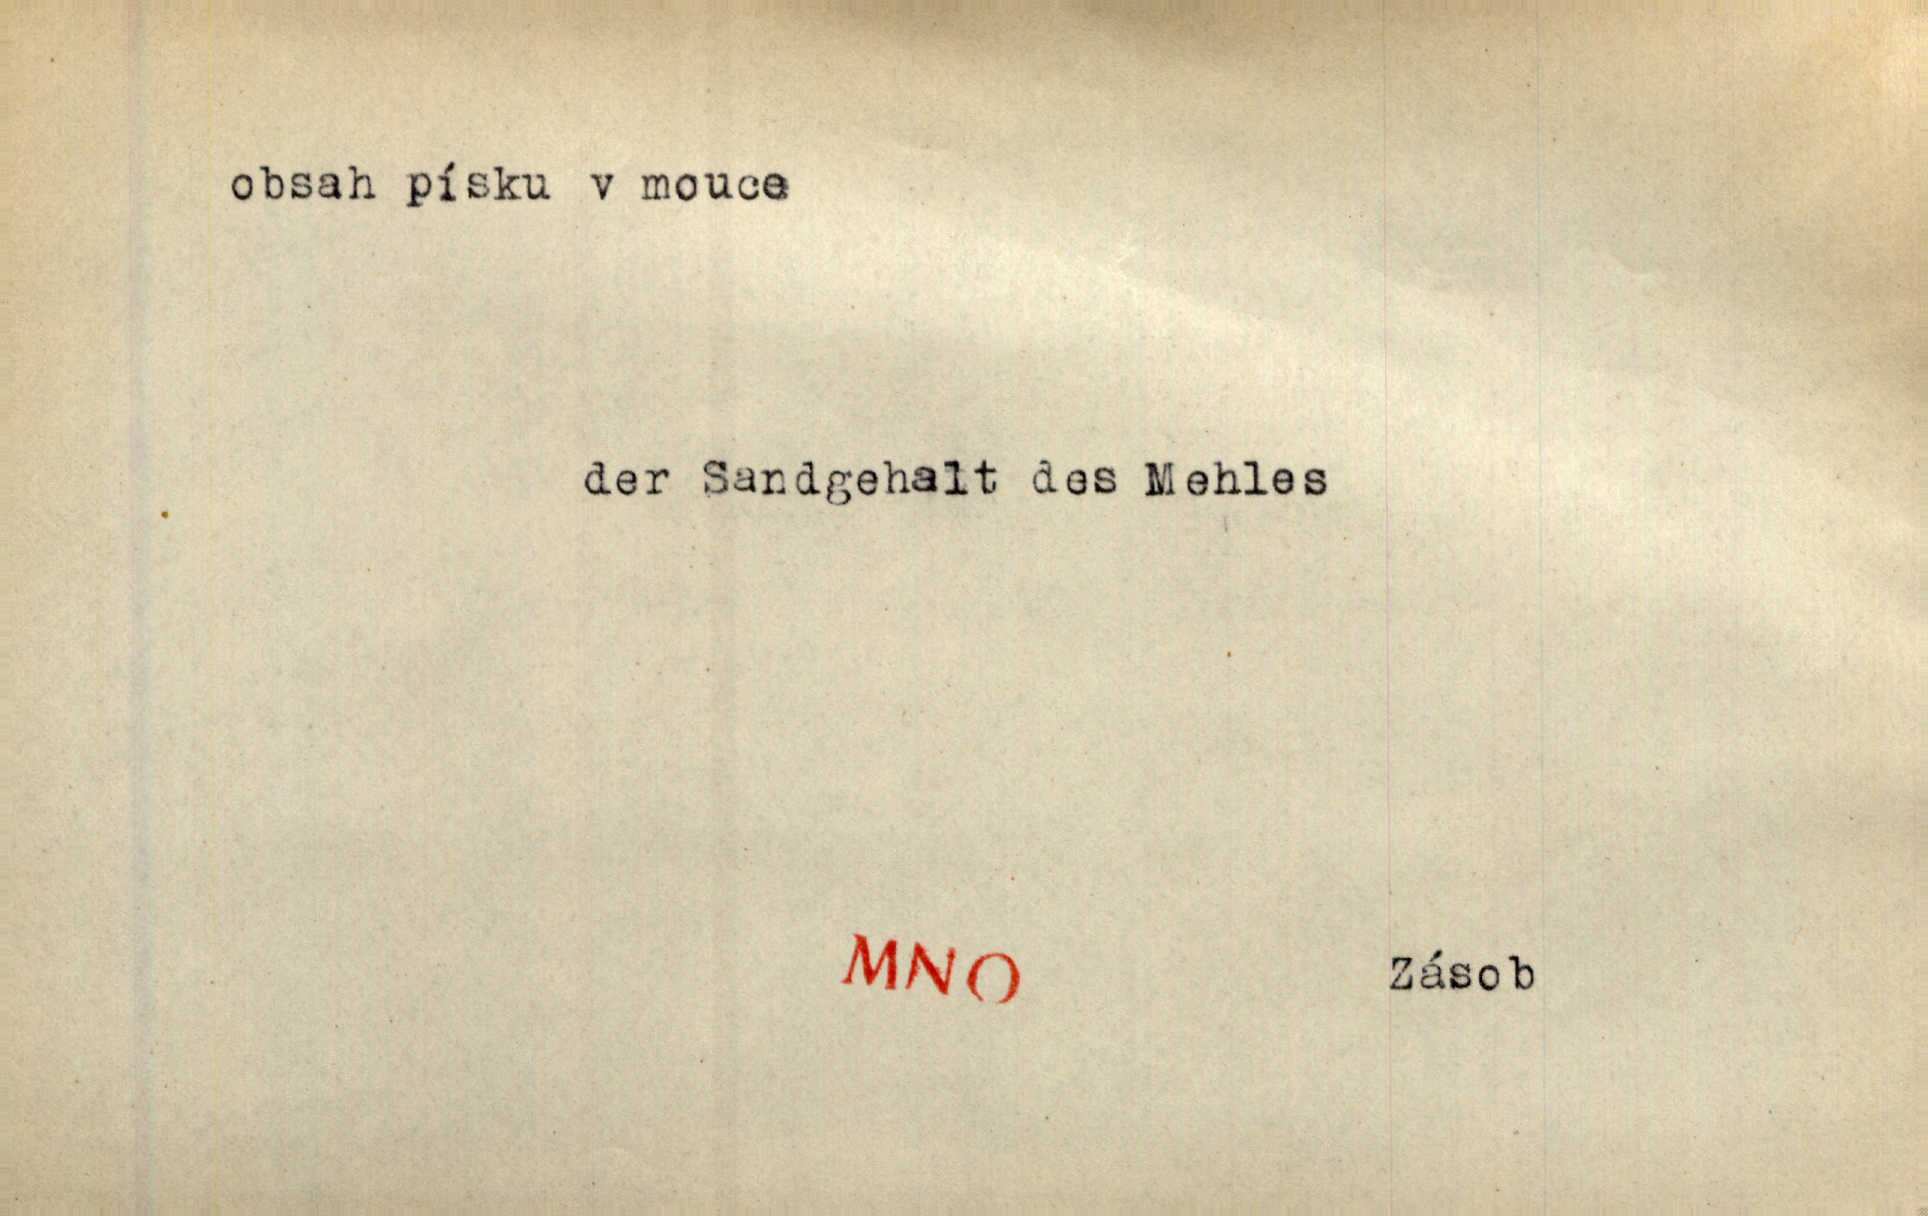 obsah písku v mouce
der Sandgehalt des Mehles
MNO
Zásob